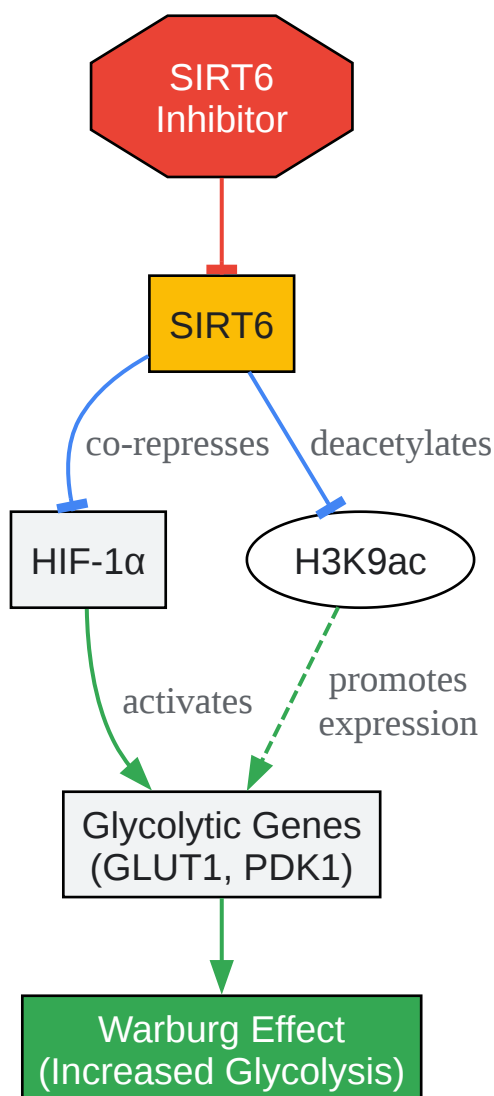 SIRT6
Inhibitor
SIRT6
co-represses
deacetylates
HIF-1α
H3K9ac
activates
promotes
expression
Glycolytic Genes
(GLUT1, PDK1)
Warburg Effect
(Increased Glycolysis)